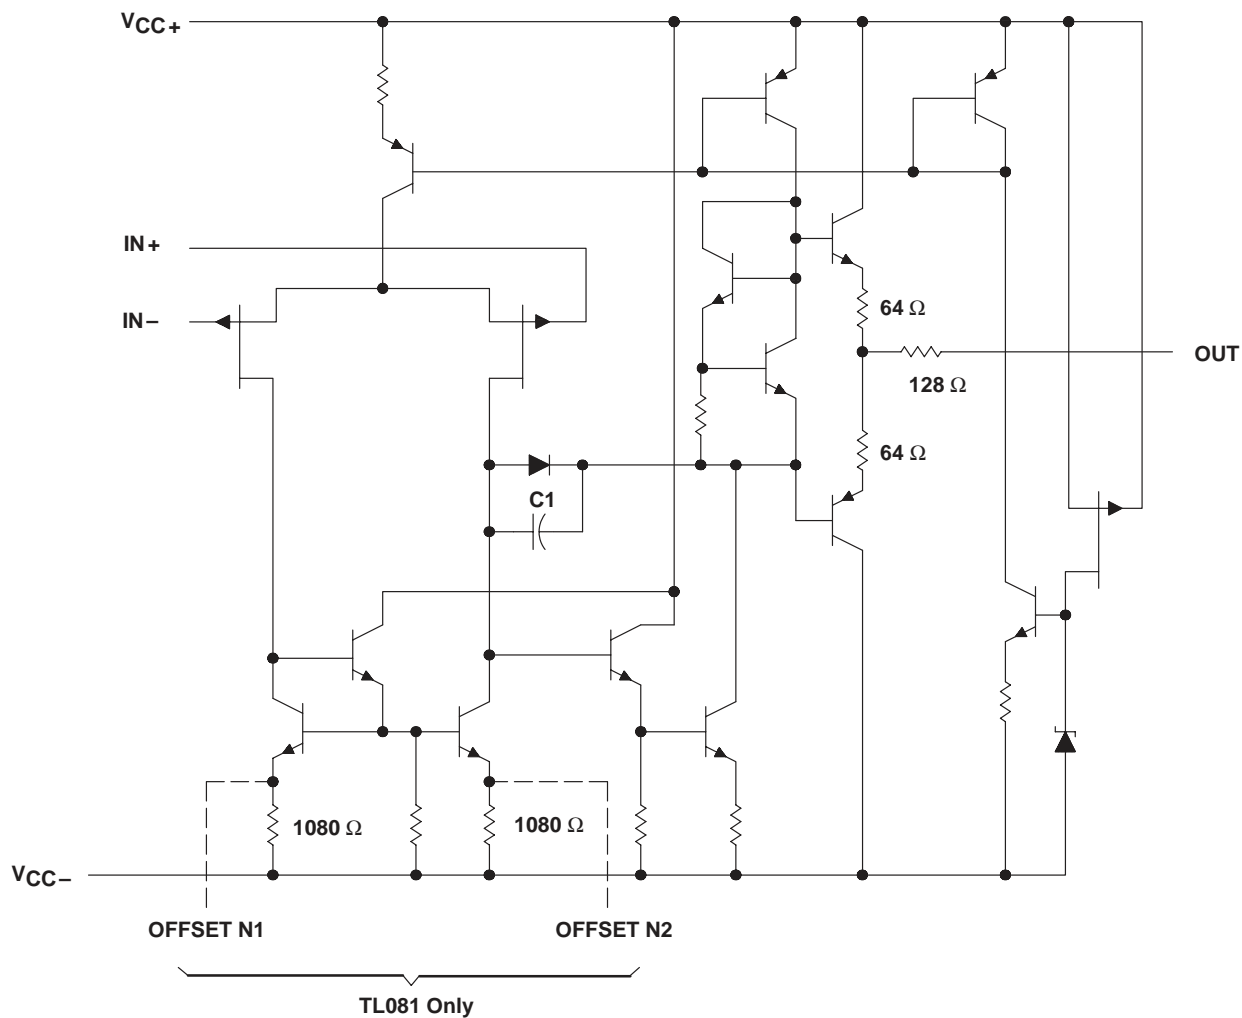 VCC+
IN+
IN−
64 Ω
OUT
128 Ω
64 Ω
C1
1080 Ω
1080 Ω
VCC−
OFFSET N1
OFFSET N2
TL081 Only